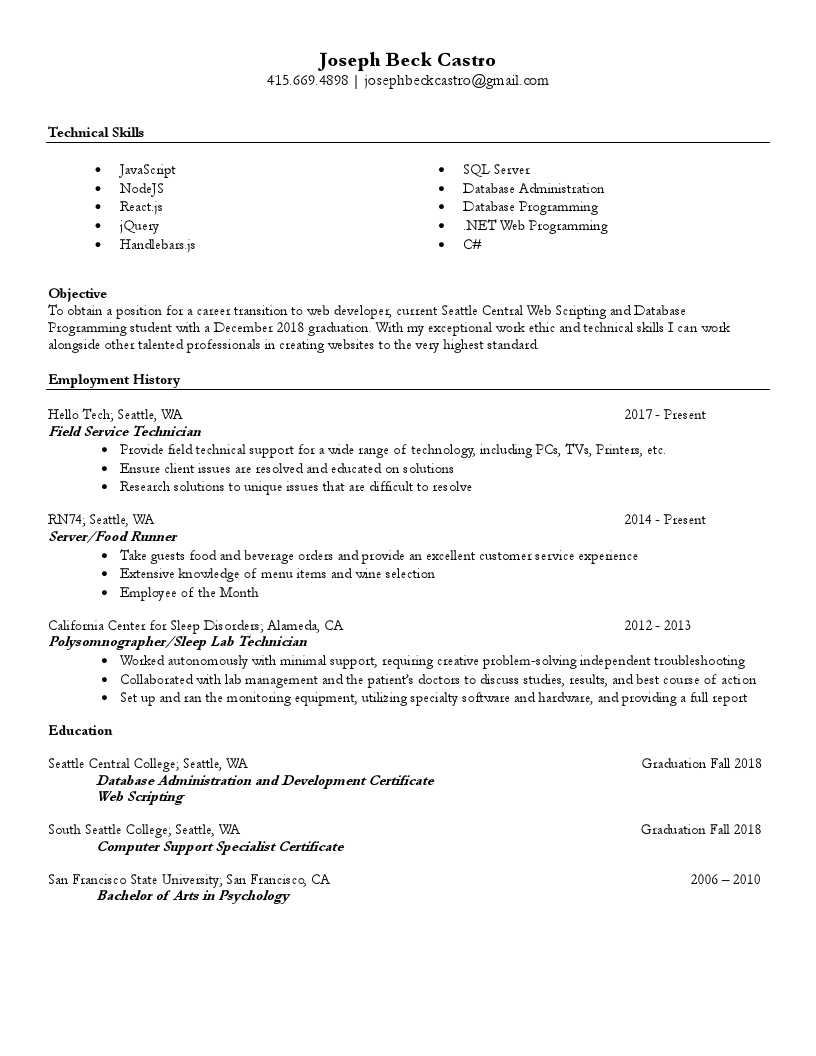 Joseph Beck Castro
415.669.4898 | josephbeckcastro@gmail.com
Technical Skills
• JavaScript
• NodeJS
• React.js
• jQuery
• Handlebars.js
• SQL Server
• Database Administration
• Database Programming
• .NET Web Programming
• C#
Objective
To obtain a position for a career transition to web developer, current Seattle Central Web Scripting and Database
Programming student with a December 2018 graduation. With my exceptional work ethic and technical skills I can work
alongside other talented professionals in creating websites to the very highest standard.
Employment History
Hello Tech; Seattle, WA 2017 - Present
Field Service Technician
• Provide field technical support for a wide range of technology, including PCs, TVs, Printers, etc.
• Ensure client issues are resolved and educated on solutions
• Research solutions to unique issues that are difficult to resolve
RN74; Seattle, WA 2014 - Present
Server/Food Runner
• Take guests food and beverage orders and provide an excellent customer service experience
• Extensive knowledge of menu items and wine selection
• Employee of the Month
California Center for Sleep Disorders; Alameda, CA 2012 - 2013
Polysomnographer/Sleep Lab Technician
• Worked autonomously with minimal support, requiring creative problem-solving independent troubleshooting
• Collaborated with lab management and the patient's doctors to discuss studies, results, and best course of action
• Set up and ran the monitoring equipment, utilizing specialty software and hardware, and providing a full report
Education
Seattle Central College; Seattle, WA Graduation Fall 2018
Database Administration and Development Certificate
Web Scripting
South Seattle College; Seattle, WA Graduation Fall 2018
Computer Support Specialist Certificate
San Francisco State University; San Francisco, CA 2006 – 2010
Bachelor of Arts in Psychology